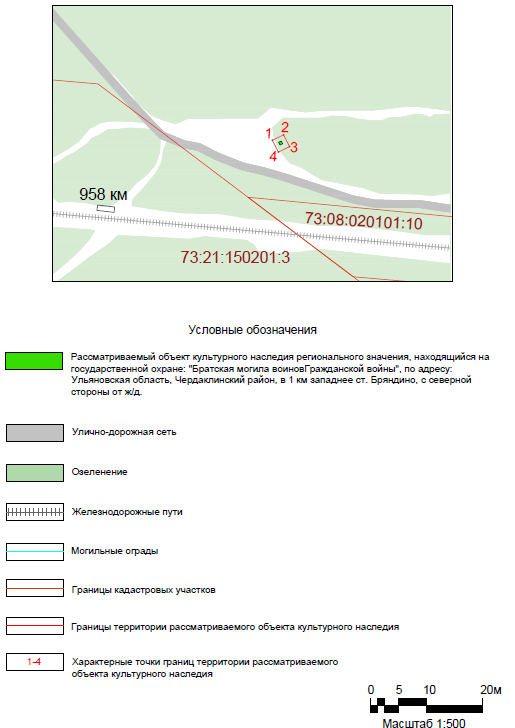 1 2
3
4
958 км
73:08:020101:10
73:21:150201:3
Условные обозначения
Рассматриваемый объект культурного наследия регионального значения, находящийся на
государственной охране: "Братская могила воиновГражданской войны", по адресу:
Ульяновская область, Чердаклинский район, в 1 км западнее ст. Бряндино, с северной
стороны от ж/д.
Улично-дорожная сеть
Озеленение
Железнодорожные пути
Могильные ограды
Границы кадастровых участков
Границы территории рассматриваемого объекта культурного наследия
1-4
Характерные точки границ территории рассматриваемого
объекта культурного наследия
0 5 10 20м
Масштаб 1:500